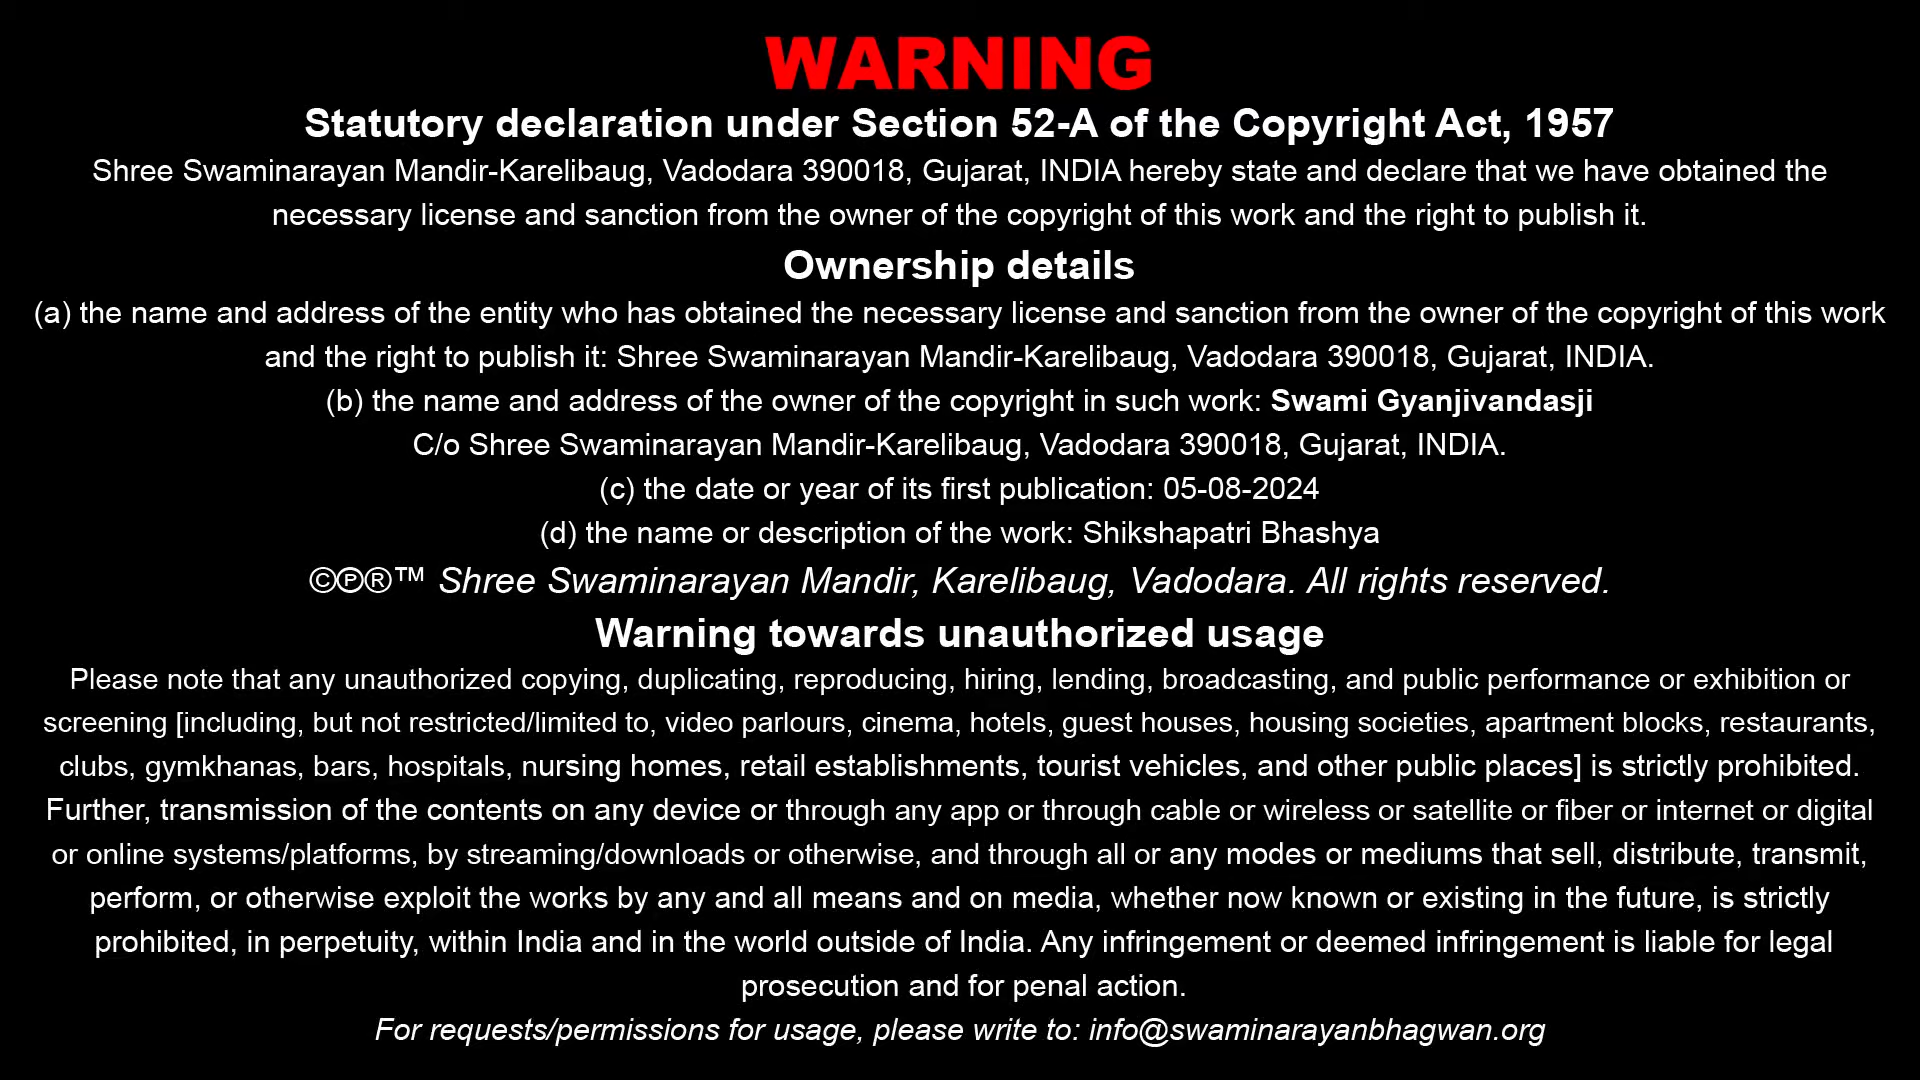 WARNING
Statutory declaration under Section 52-A of the Copyright Act, 1957
Shree Swaminarayan Mandir-Karelibaug, Vadodara 390018, Gujarat, INDIA hereby state and declare that we have obtained the
necessary license and sanction from the owner of the copyright of this work and the right to publish it.
Ownership details
(a) the name and address of the entity who has obtained the necessary license and sanction from the owner of the copyright of this work
and the right to publish it: Shree Swaminarayan Mandir-Karelibaug, Vadodara 390018, Gujarat, INDIA.
(b) the name and address of the owner of the copyright in such work: Swami Gyanjivandasji
C/o Shree Swaminarayan Mandir-Karelibaug, Vadodara 390018, Gujarat, INDIA.
(c) the date or year of its first publication: 05-08-2024
(d) the name or description of the work: Shikshapatri Bhashya
©℗®™ Shree Swaminarayan Mandir, Karelibaug, Vadodara. All rights reserved.
Warning towards unauthorized usage
Please note that any unauthorized copying, duplicating, reproducing, hiring, lending, broadcasting, and public performance or exhibition or
screening [including, but not restricted/limited to, video parlours, cinema, hotels, guest houses, housing societies, apartment blocks, restaurants,
clubs, gymkhanas, bars, hospitals, nursing homes, retail establishments, tourist vehicles, and other public places] is strictly prohibited.
Further, transmission of the contents on any device or through any app or through cable or wireless or satellite or fiber or internet or digital
or online systems/platforms, by streaming/downloads or otherwise, and through all or any modes or mediums that sell, distribute, transmit,
perform, or otherwise exploit the works by any and all means and on media, whether now known or existing in the future, is strictly
prohibited, in perpetuity, within India and in the world outside of India. Any infringement or deemed infringement is liable for legal
prosecution and for penal action.
For requests/permissions for usage, please write to: info@swaminarayanbhagwan.org